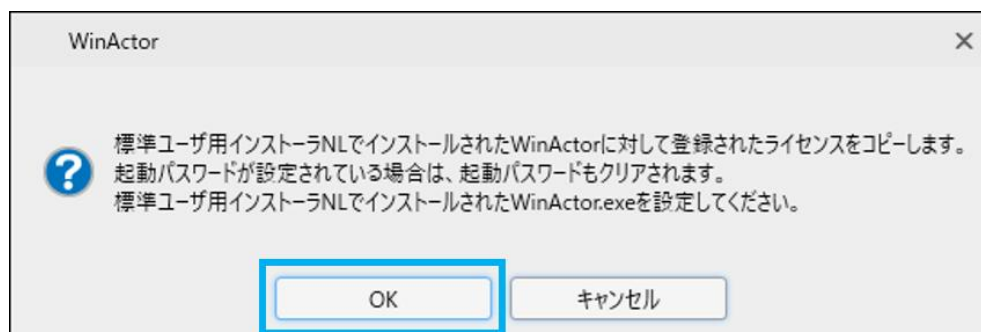 WinActor
標準ユーザ用インストーラNLでインストールされたWinActorに対して登録されたライセンスをコピーします。
起動パスワードが設定されている場合は、起動パスワードもクリアされます。
標準ユーザ用インストーラNLでインストールされたWinActor.exeを設定してください。
OK
キャンセル